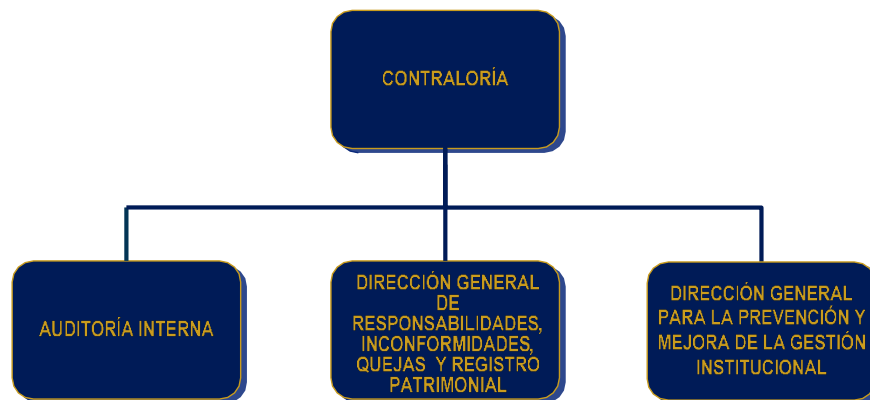 CONTRALORÍA
AUDITORÍA INTERNA
DIRECCIÓN GENERAL
DE
RESPONSABILIDADES,
INCONFORMIDADES,
QUEJAS Y REGISTRO
PATRIMONIAL
DIRECCIÓN GENERAL
PARA LA PREVENCIÓN Y
MEJORA DE LA GESTIÓN
INSTITUCIONAL